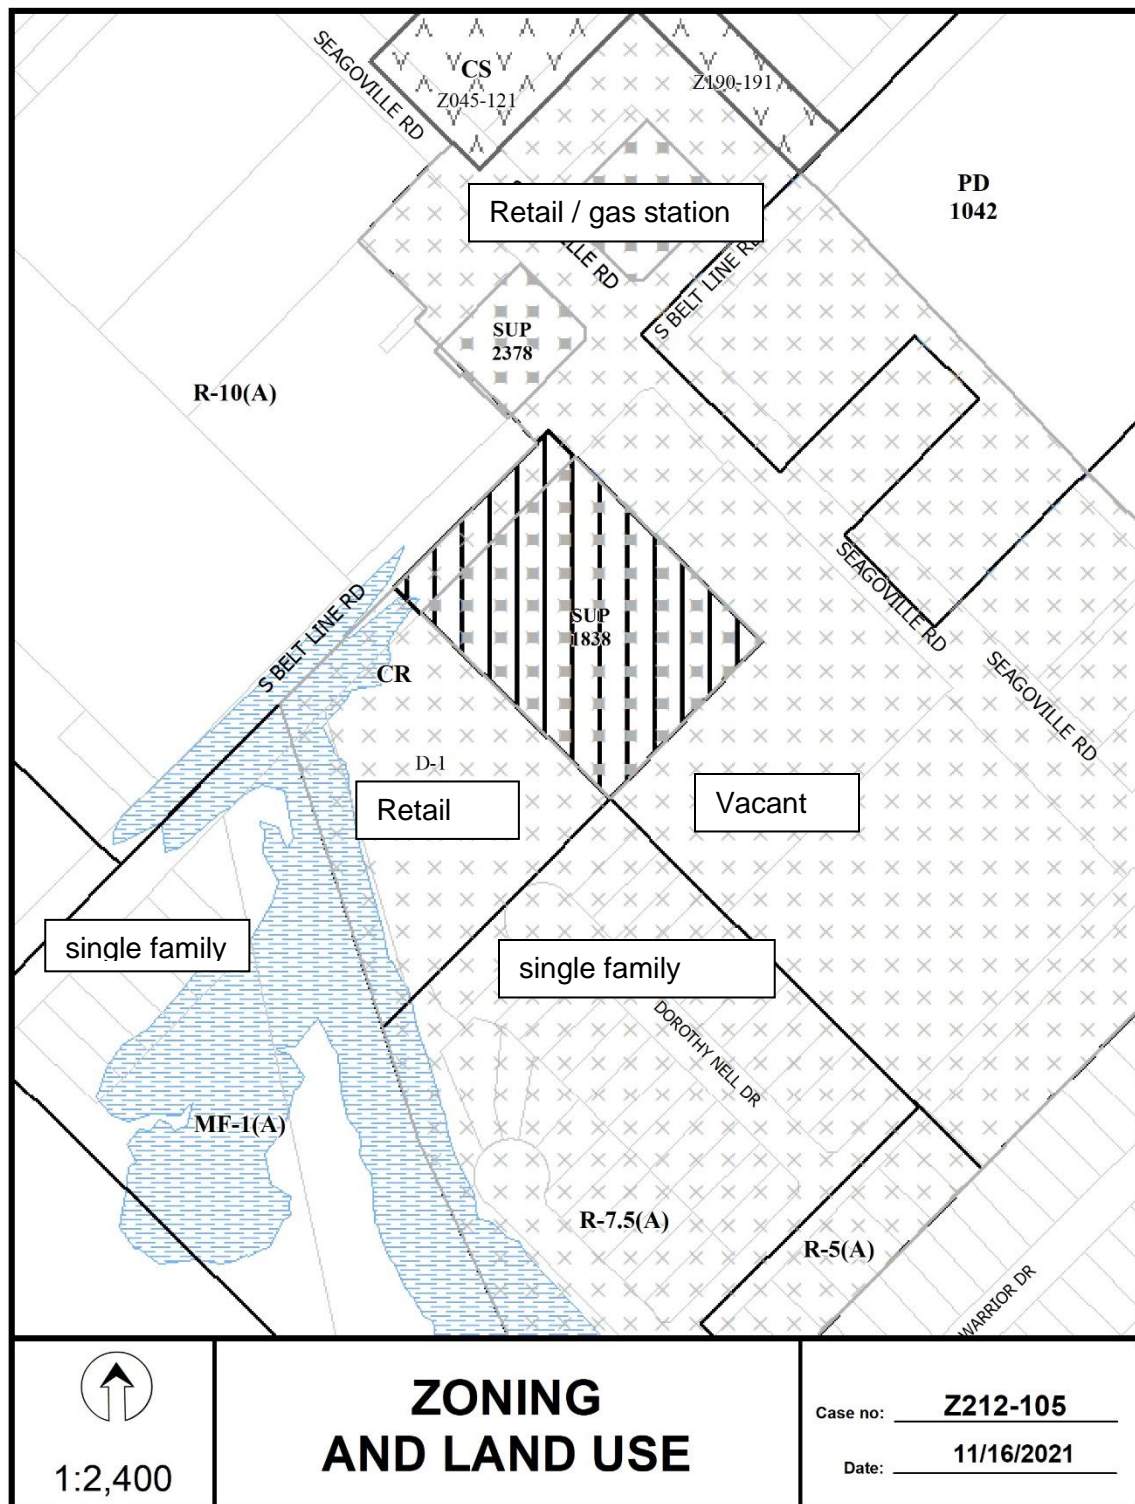 SEAGOVILLE RD
CS
Z045-121
Z190-191
PD
1042
Retail / gas station
ILLE RD
S BELT LINE RD
SUP
2378
R-10(A)
SEAGOVILLE RD
SUP
1838
S BELT LINE RD
CR
SEAGOVILLE RD
D-1
Retail
Vacant
single family
single family
DOROTHY NELL DR
MF-1(A)
R-7.5(A)
R-5(A)
WARRIOR DR
1:2,400
ZONING
AND LAND USE
Case no: Z212-105
Date: 11/16/2021